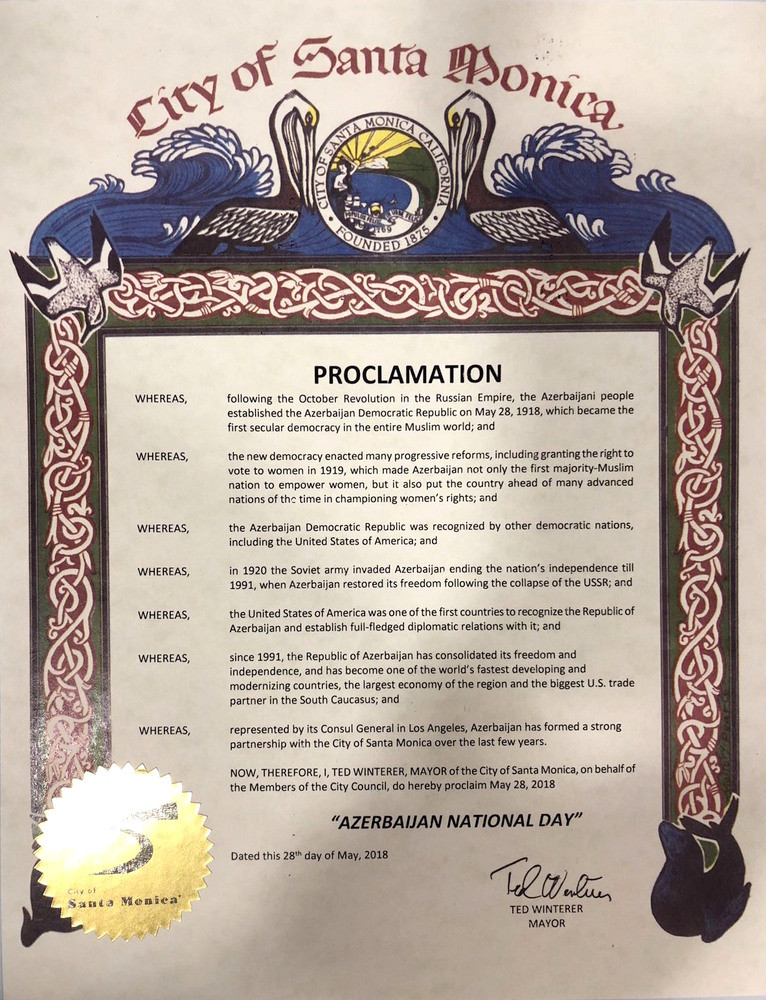 City of Santa Monica
CITY OF SANTA MONICA CALIFORNIA
FOUNDED 1875
PROCLAMATION
WHEREAS, following the October Revolution in the Russian Empire, the Azerbaijani people
established the Azerbaijan Democratic Republic on May 28, 1918, which became the
first secular democracy in the entire Muslim world; and
WHEREAS, the new democracy enacted many progressive reforms, including granting the right to
vote to women in 1919, which made Azerbaijan not only the first majority-Muslim
nation to empower women, but it also put the country ahead of many advanced
nations of the time in championing women's rights; and
WHEREAS, the Azerbaijan Democratic Republic was recognized by other democratic nations,
including the United States of America; and
WHEREAS, in 1920 the Soviet army invaded Azerbaijan ending the nation's independence till
1991, when Azerbaijan restored its freedom following the collapse of the USSR; and
WHEREAS, the United States of America was one of the first countries to recognize the Republic of
Azerbaijan and establish full-fledged diplomatic relations with it; and
WHEREAS, since 1991, the Republic of Azerbaijan has consolidated its freedom and
independence, and has become one of the world's fastest developing and
modernizing countries, the largest economy of the region and the biggest U.S. trade
partner in the South Caucasus; and
WHEREAS, represented by its Consul General in Los Angeles, Azerbaijan has formed a strong
partnership with the City of Santa Monica over the last few years.
NOW, THEREFORE, I, TED WINTERER, MAYOR of the City of Santa Monica, on behalf of
the Members of the City Council, do hereby proclaim May 28, 2018
"AZERBAIJAN NATIONAL DAY"
Dated this 28th day of May, 2018
Ted Winterer
TED WINTERER
MAYOR
City of
Santa Monica